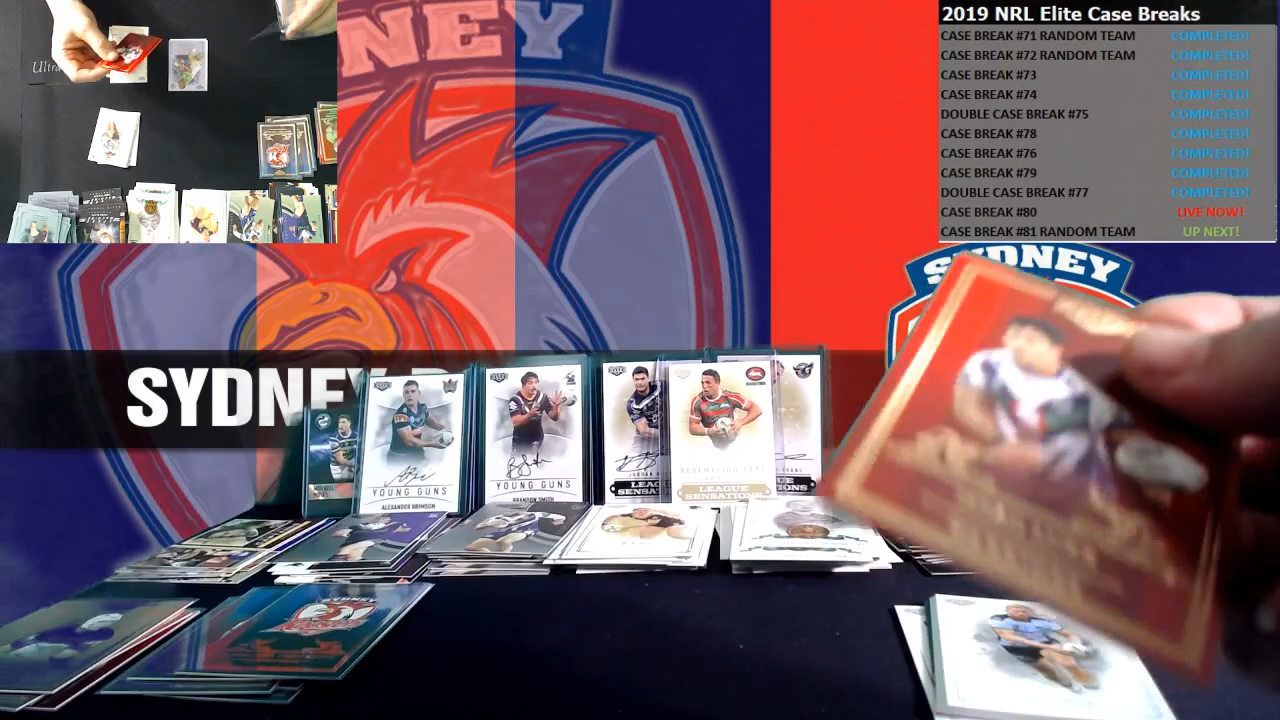 2019 NRL Elite Case Breaks
CASE BREAK #71 RANDOM TEAM COMPLETED!
CASE BREAK #72 RANDOM TEAM COMPLETED!
CASE BREAK #73 COMPLETED!
CASE BREAK #74 COMPLETED!
DOUBLE CASE BREAK #75 COMPLETED!
CASE BREAK #78 COMPLETED!
CASE BREAK #76 COMPLETED!
CASE BREAK #79 COMPLETED!
DOUBLE CASE BREAK #77 COMPLETED!
CASE BREAK #80 LIVE NOW!
CASE BREAK #81 RANDOM TEAM UP NEXT!
Ultra
NEY
SYDNEY
SYDNEY
YOUNG GUNS
ALEXANDER BRIMSON
YOUNG GUNS
BRANDON SMITH
LEAGUE
REDEMPTION CARD
LEAGUE
SENSATIONS
SYDNEY